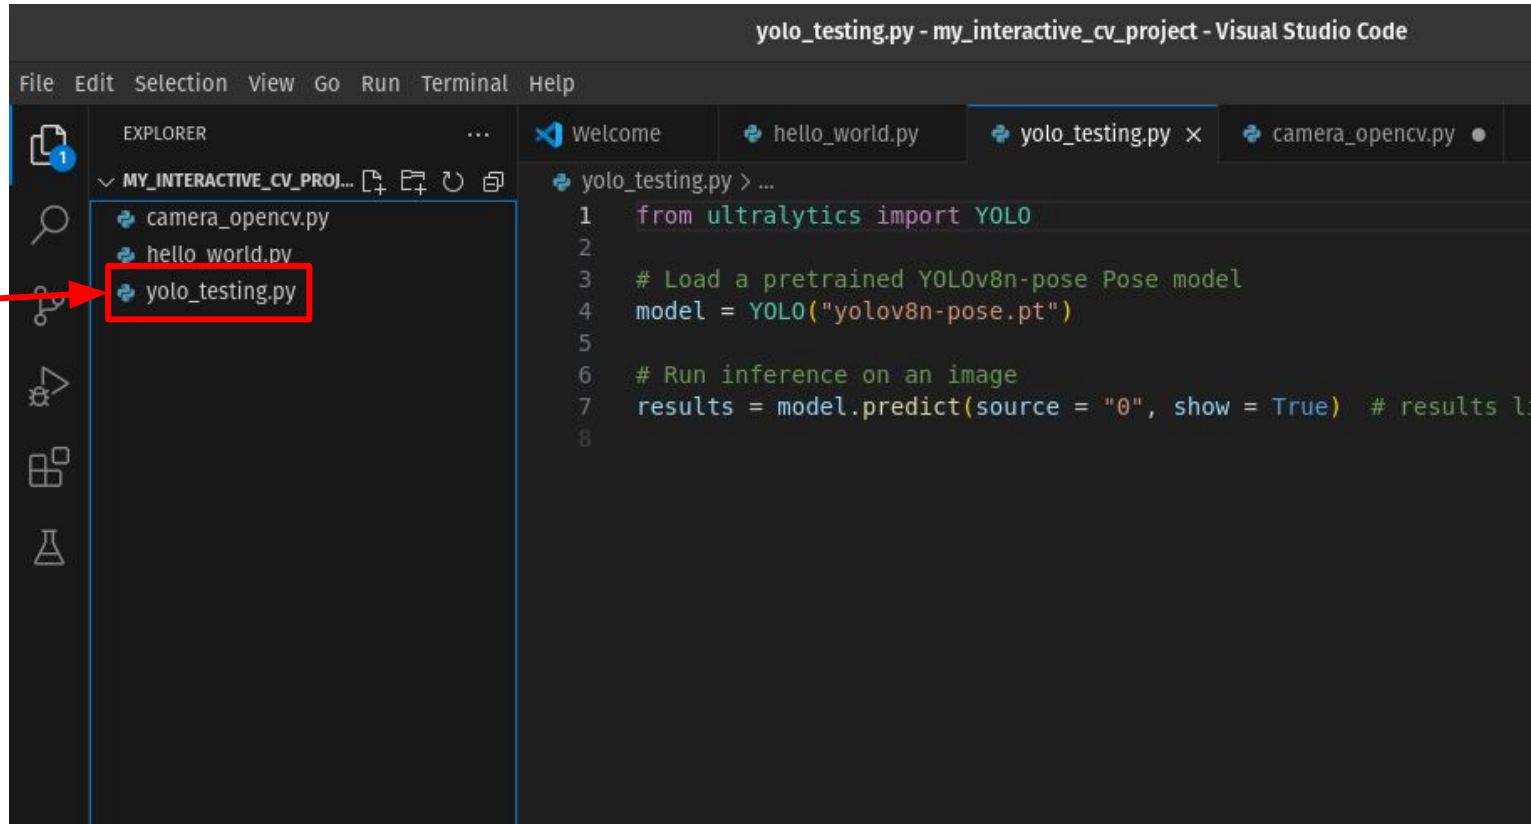 yolo_testing.py - my_interactive_cv_project - Visual Studio Code
File Edit Selection View Go Run Terminal Help
1
EXPLORER ...
MY_INTERACTIVE_CV_PROJ...
camera_opencv.py
hello_world.py
yolo_testing.py
Welcome hello_world.py yolo_testing.py × camera_opencv.py ●
yolo_testing.py > ...
1 from ultralytics import YOLO
2
3 # Load a pretrained YOLOv8n-pose Pose model
4 model = YOLO("yolov8n-pose.pt")
5
6 # Run inference on an image
7 results = model.predict(source = "0", show = True) # results
8